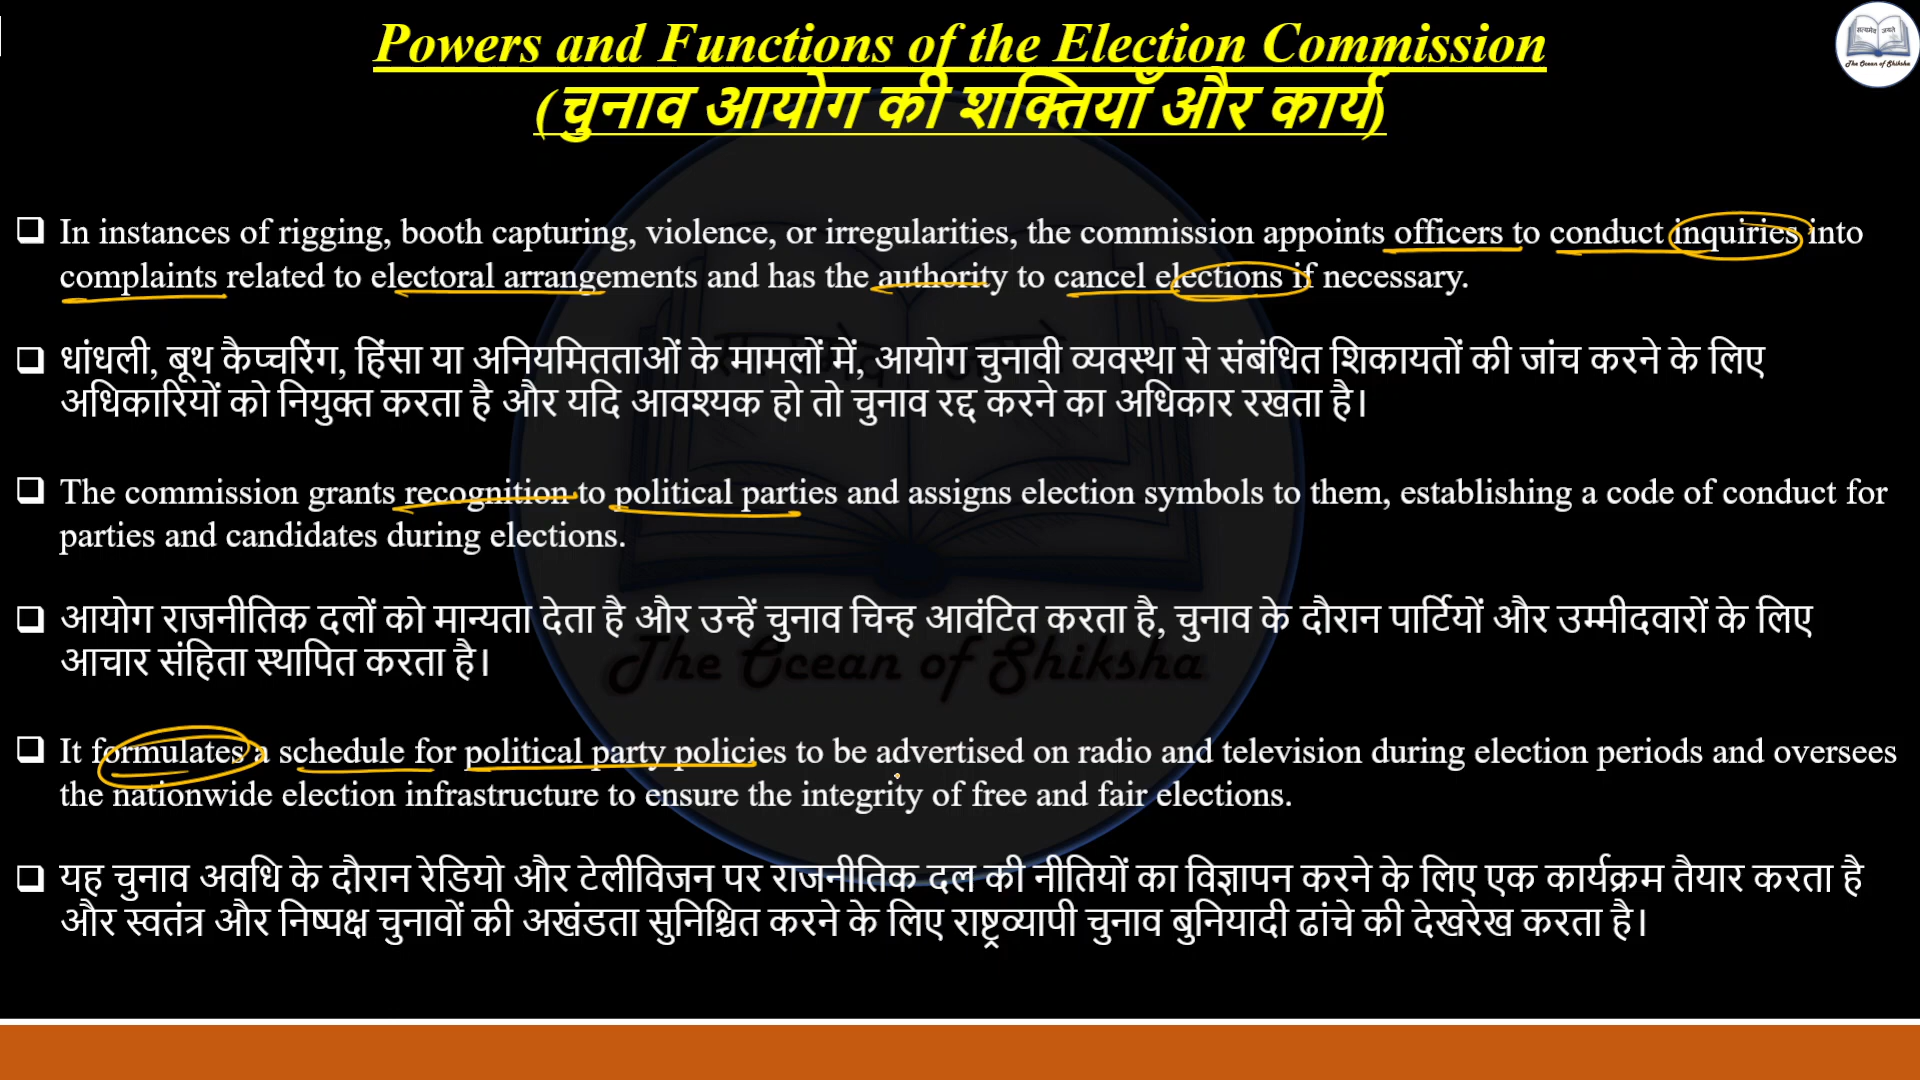 Powers and Functions of the Election Commission
(चुनाव आयोग की शक्तियाँ और कार्य)
सत्यमेव जयते
The Ocean of Shiksha
In instances of rigging, booth capturing, violence, or irregularities, the commission appoints officers to conduct inquiries into
complaints related to electoral arrangements and has the authority to cancel elections if necessary.
धांधली, बूथ कैप्चरिंग, हिंसा या अनियमितताओं के मामलों में, आयोग चुनावी व्यवस्था से संबंधित शिकायतों की जांच करने के लिए
अधिकारियों को नियुक्त करता है और यदि आवश्यक हो तो चुनाव रद्द करने का अधिकार रखता है।
The commission grants recognition to political parties and assigns election symbols to them, establishing a code of conduct for
parties and candidates during elections.
आयोग राजनीतिक दलों को मान्यता देता है और उन्हें चुनाव चिन्ह आवंटित करता है, चुनाव के दौरान पार्टियों और उम्मीदवारों के लिए
आचार संहिता स्थापित करता है।
The Ocean of Shiksha
It formulates a schedule for political party policies to be advertised on radio and television during election periods and oversees
the nationwide election infrastructure to ensure the integrity of free and fair elections.
यह चुनाव अवधि के दौरान रेडियो और टेलीविजन पर राजनीतिक दल की नीतियों का विज्ञापन करने के लिए एक कार्यक्रम तैयार करता है
और स्वतंत्र और निष्पक्ष चुनावों की अखंडता सुनिश्चित करने के लिए राष्ट्रव्यापी चुनाव बुनियादी ढांचे की देखरेख करता है।